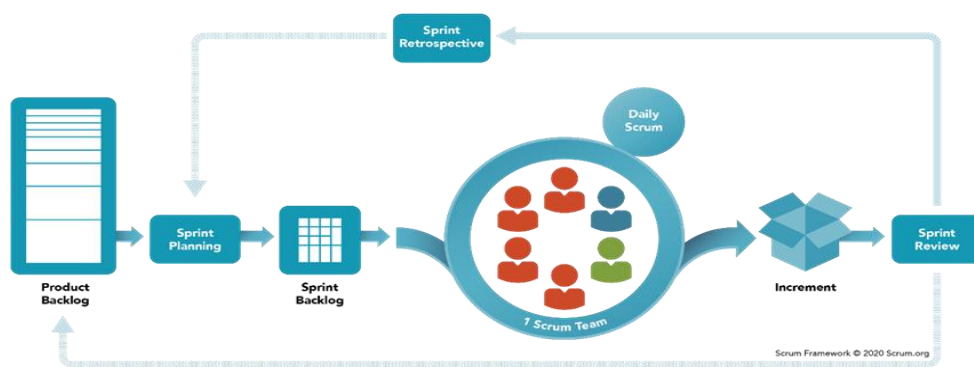 Sprint
Retrospective
Daily
Scrum
Sprint
Planning
Sprint
Review
Product
Backlog
Sprint
Backlog
Increment
1 Scrum Team
Scrum Framework © 2020 Scrum.org